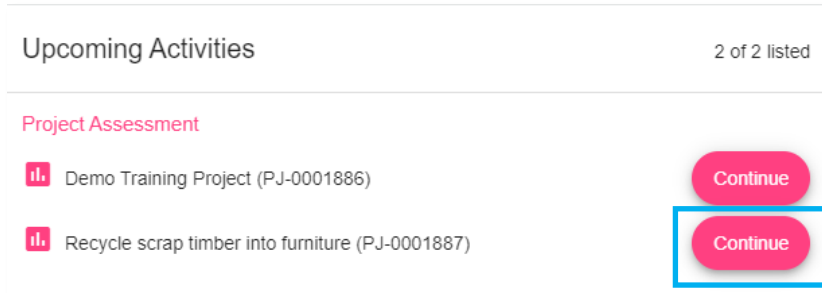 Upcoming Activities 2 of 2 listed
Project Assessment
Demo Training Project (PJ-0001886) Continue
Recycle scrap timber into furniture (PJ-0001887) Continue